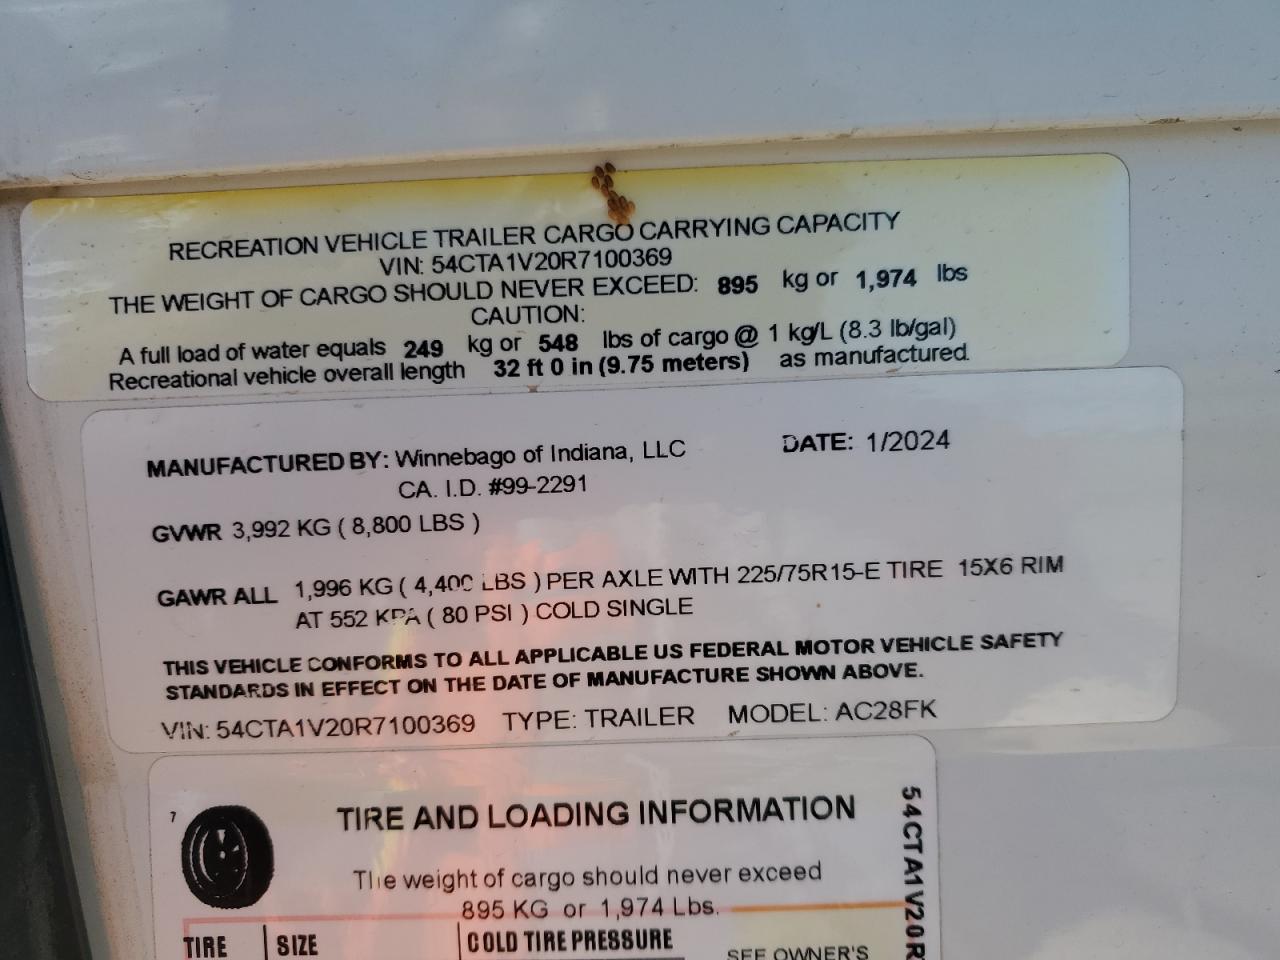 RECREATION VEHICLE TRAILER CARGO CARRYING CAPACITY
VIN: 54CTA1V20R7100369
THE WEIGHT OF CARGO SHOULD NEVER EXCEED: 895 kg or 1,974 lbs
CAUTION:
A full load of water equals 249 kg or 548 lbs of cargo @ 1 kg/L (8.3 lb/gal)
Recreational vehicle overall length 32 ft 0 in (9.75 meters) as manufactured.
MANUFACTURED BY: Winnebago of Indiana, LLC DATE: 1/2024
CA. I.D. #99-2291
GVWR 3,992 KG ( 8,800 LBS )
GAWR ALL 1,996 KG ( 4,400 LBS ) PER AXLE WITH 225/75R15-E TIRE 15X6 RIM
AT 552 KPA ( 80 PSI ) COLD SINGLE
THIS VEHICLE CONFORMS TO ALL APPLICABLE US FEDERAL MOTOR VEHICLE SAFETY
STANDARDS IN EFFECT ON THE DATE OF MANUFACTURE SHOWN ABOVE.
VIN: 54CTA1V20R7100369 TYPE: TRAILER MODEL: AC28FK
7
TIRE AND LOADING INFORMATION
The weight of cargo should never exceed
895 KG or 1,974 Lbs.
TIRE SIZE COLD TIRE PRESSURE
SEE OWNER'S
54CTA1V20R